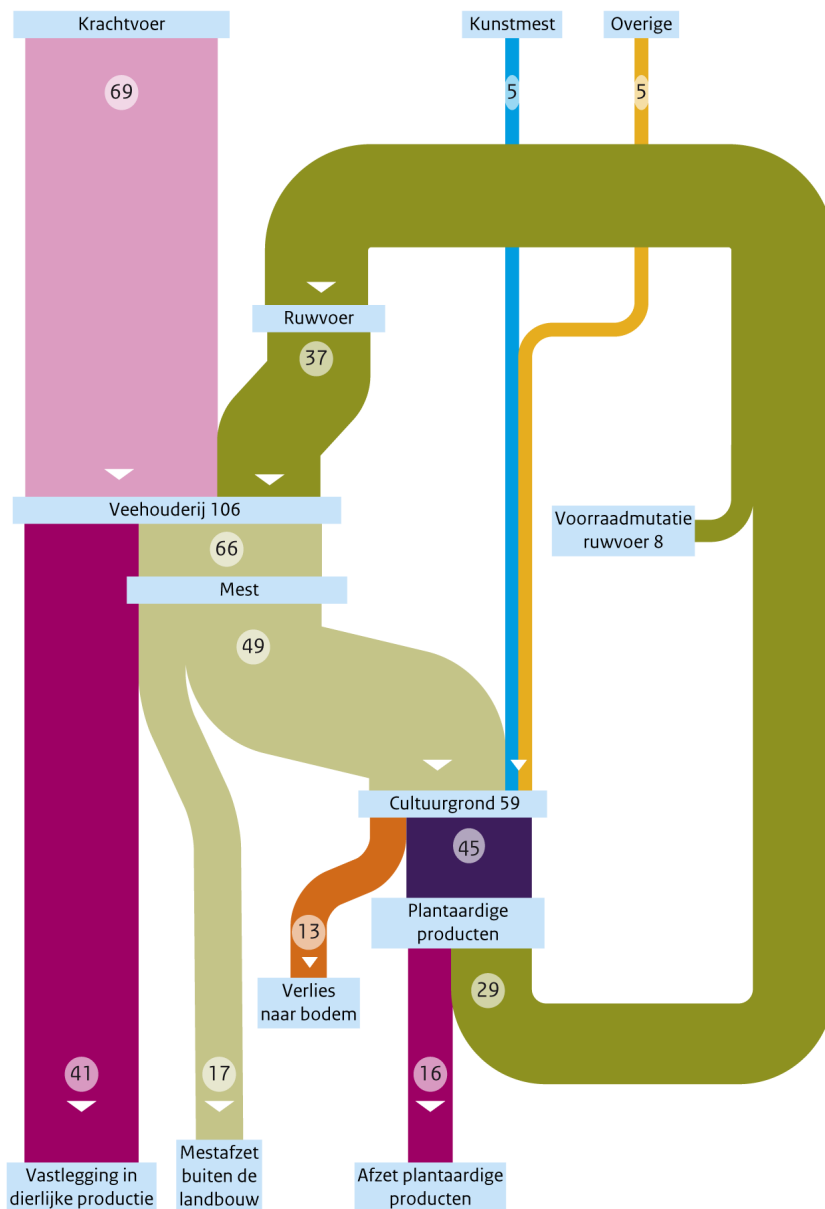 Krachtvoer
Kunstmest
Overige
69
5
5
Ruwvoer
37
Veehouderij 106
Voorraadmutatie
ruwvoer 8
66
Mest
49
Cultuurgrond 59
45
Plantaardige
producten
13
Verlies
naar bodem
29
41
17
16
Vastlegging in
dierlijke productie
Mestafzet
buiten de
landbouw
Afzet plantaardige
producten